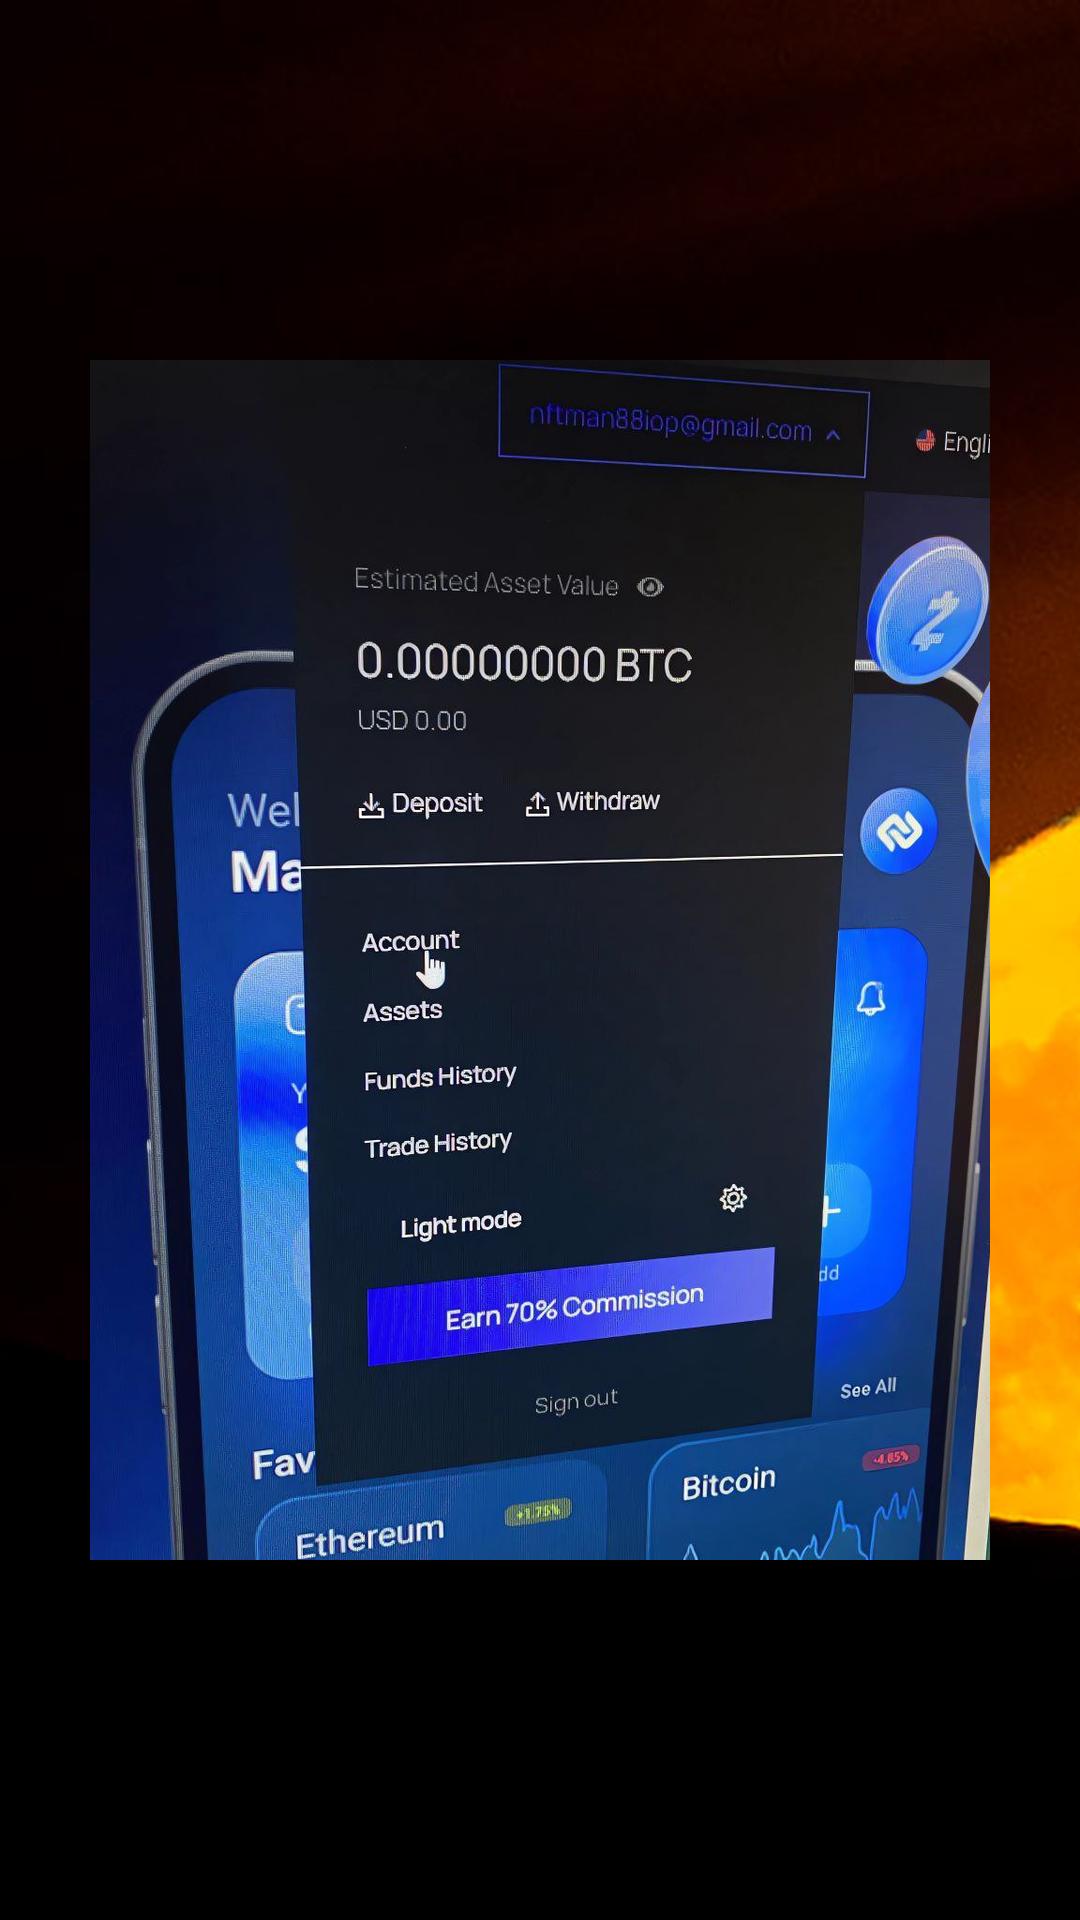 nftman88iop@gmail.com
Engli
Estimated Asset Value
0.00000000 BTC
USD 0.00
Deposit
Withdraw
Wel
Ma
Account
Assets
Funds History
Trade History
Light mode
dd
Earn 70% Commission
Sign out
See All
Fav
Ethereum
+1.75%
Bitcoin
-4.85%